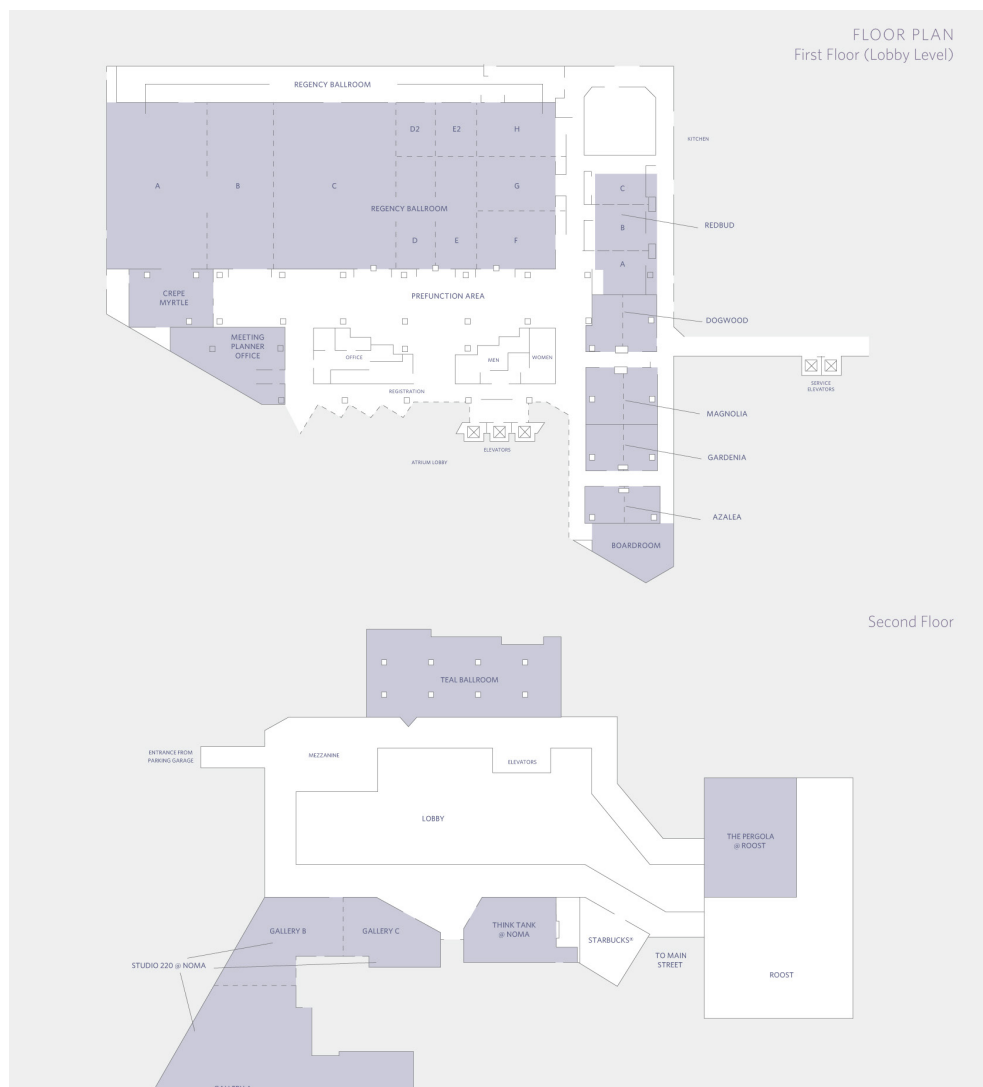 FLOOR PLAN
First Floor (Lobby Level)
REGENCY BALLROOM
D2
E2
H
KITCHEN
A
B
C
G
C
REGENCY BALLROOM
REDBUD
B
D
E
F
A
CREPE
MYRTLE
PREFUNCTION AREA
DOGWOOD
MEETING
PLANNER
OFFICE
OFFICE
MEN
WOMEN
SERVICE
ELEVATORS
REGISTRATION
MAGNOLIA
ELEVATORS
ATRIUM LOBBY
GARDENIA
AZALEA
BOARDROOM
Second Floor
TEAL BALLROOM
ENTRANCE FROM
PARKING GARAGE
MEZZANINE
ELEVATORS
LOBBY
THE PERGOLA
@ ROOST
GALLERY B
GALLERY C
THINK TANK
@ NOMA
STARBUCKS*
STUDIO 220 @ NOMA
TO MAIN
STREET
ROOST